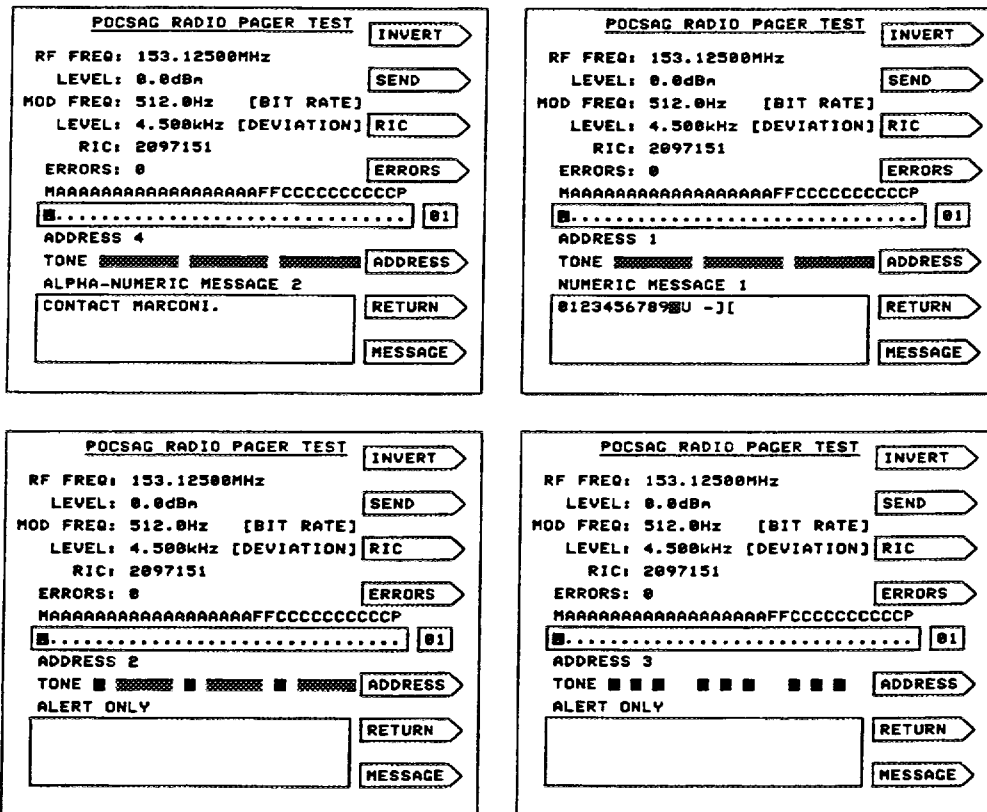 POCSAG RADIO PAGER TEST
INVERT
RF FREQ: 153.12500MHz
LEVEL: 0.0dBm
SEND
MOD FREQ: 512.0Hz [BIT RATE]
LEVEL: 4.500kHz [DEVIATION]
RIC
RIC: 2097151
ERRORS: 0
ERRORS
MAAAAAAAAAAAAAAAAAAFFCCCCCCCCCCP
01
ADDRESS 4
TONE
ADDRESS
ALPHA-NUMERIC MESSAGE 2
CONTACT MARCONI.
RETURN
MESSAGE
POCSAG RADIO PAGER TEST
INVERT
RF FREQ: 153.12500MHz
LEVEL: 0.0dBm
SEND
MOD FREQ: 512.0Hz [BIT RATE]
LEVEL: 4.500kHz [DEVIATION]
RIC
RIC: 2097151
ERRORS: 0
ERRORS
MAAAAAAAAAAAAAAAAAAFFCCCCCCCCCCP
01
ADDRESS 1
TONE
ADDRESS
NUMERIC MESSAGE 1
0123456789▩U -][
RETURN
MESSAGE
POCSAG RADIO PAGER TEST
INVERT
RF FREQ: 153.12500MHz
LEVEL: 0.0dBm
SEND
MOD FREQ: 512.0Hz [BIT RATE]
LEVEL: 4.500kHz [DEVIATION]
RIC
RIC: 2097151
ERRORS: 0
ERRORS
MAAAAAAAAAAAAAAAAAAFFCCCCCCCCCCP
01
ADDRESS 2
TONE
ADDRESS
ALERT ONLY
RETURN
MESSAGE
POCSAG RADIO PAGER TEST
INVERT
RF FREQ: 153.12500MHz
LEVEL: 0.0dBm
SEND
MOD FREQ: 512.0Hz [BIT RATE]
LEVEL: 4.500kHz [DEVIATION]
RIC
RIC: 2097151
ERRORS: 0
ERRORS
MAAAAAAAAAAAAAAAAAAFFCCCCCCCCCCP
01
ADDRESS 3
TONE
ADDRESS
ALERT ONLY
RETURN
MESSAGE